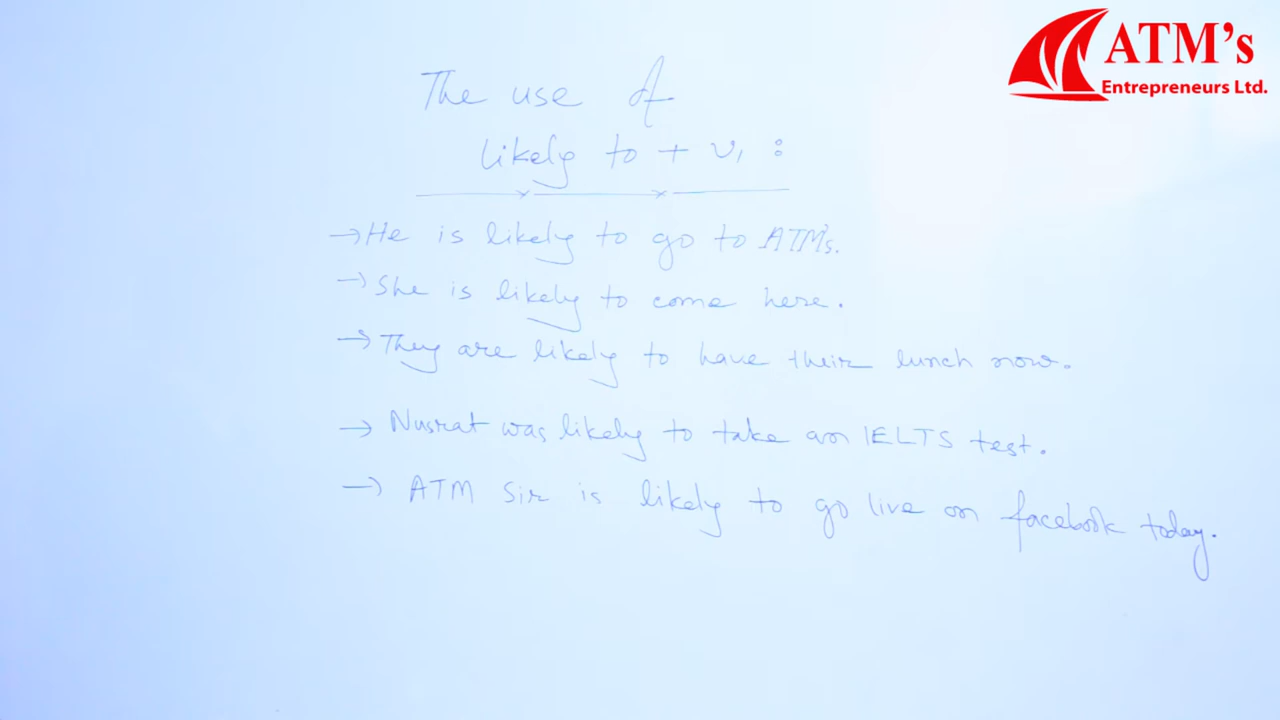 ATM's
Entrepreneurs Ltd.
The use of
likely to + v₁ :
→ He is likely to go to ATM's.
→ She is likely to come here.
→ They are likely to have their lunch now.
→ Nusrat was likely to take an IELTS test.
→ ATM Sir is likely to go live on facebook today.